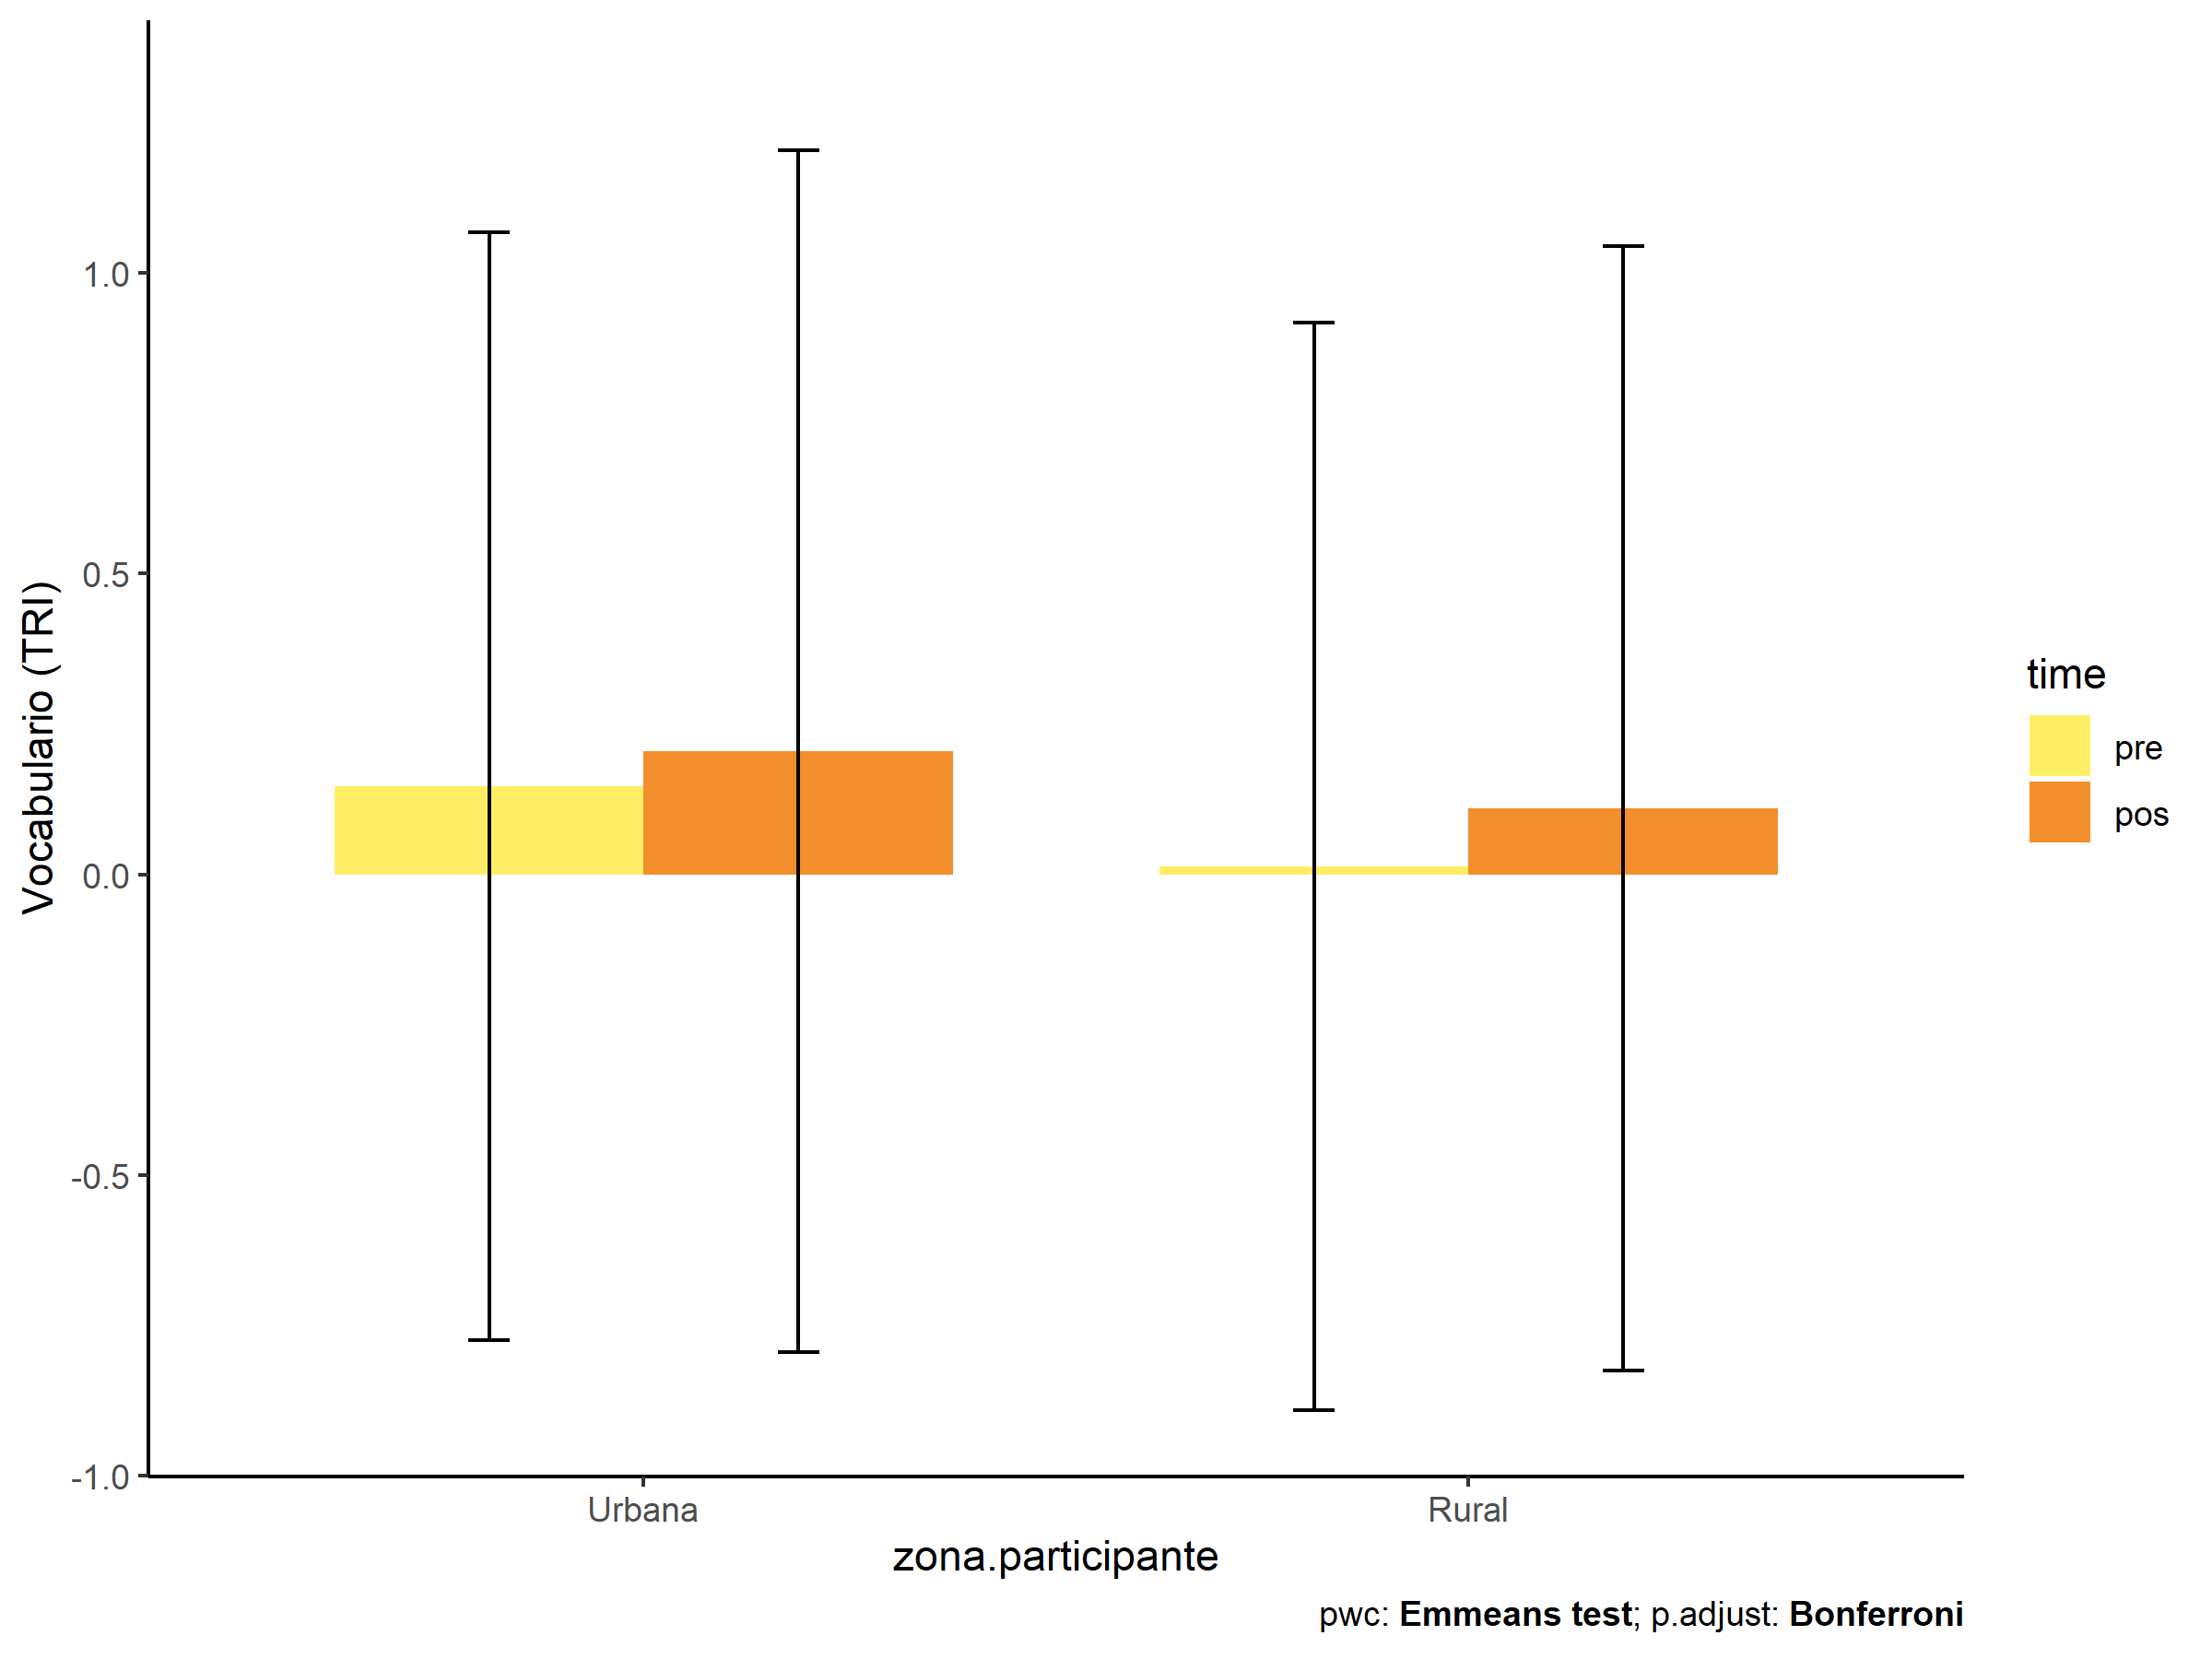 Vocabulario (TRI)
1.0
0.5
0.0
-0.5
-1.0
Urbana
Rural
zona.participante
time
pre
pos
pwc: Emmeans test; p.adjust: Bonferroni